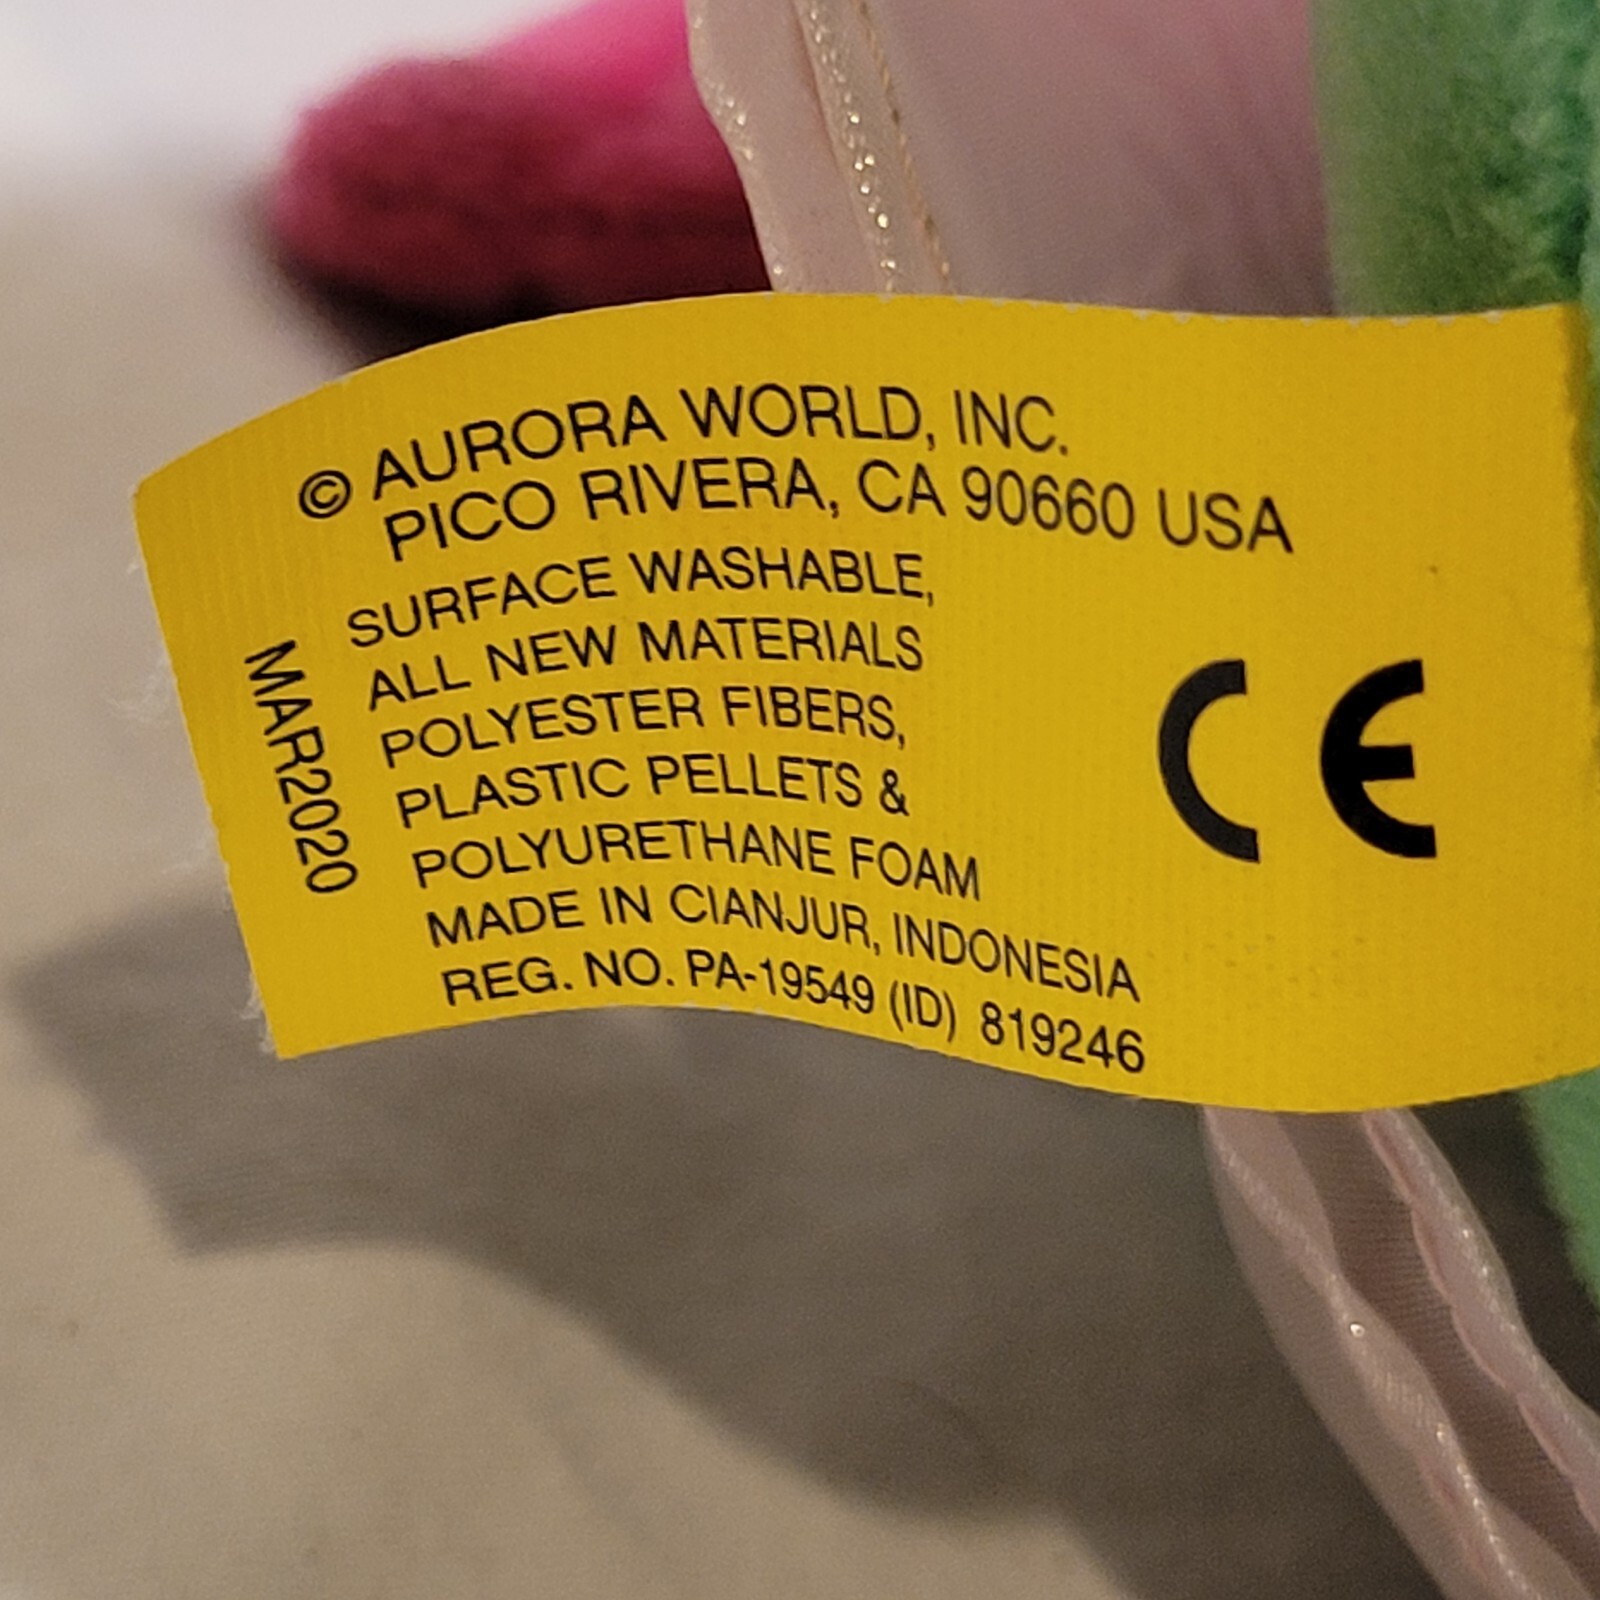 © AURORA WORLD, INC.
PICO RIVERA, CA 90660 USA
SURFACE WASHABLE,
ALL NEW MATERIALS
POLYESTER FIBERS,
PLASTIC PELLETS &
POLYURETHANE FOAM
MADE IN CIANJUR, INDONESIA
REG. NO. PA-19549 (ID) 819246
MAR2020
CE